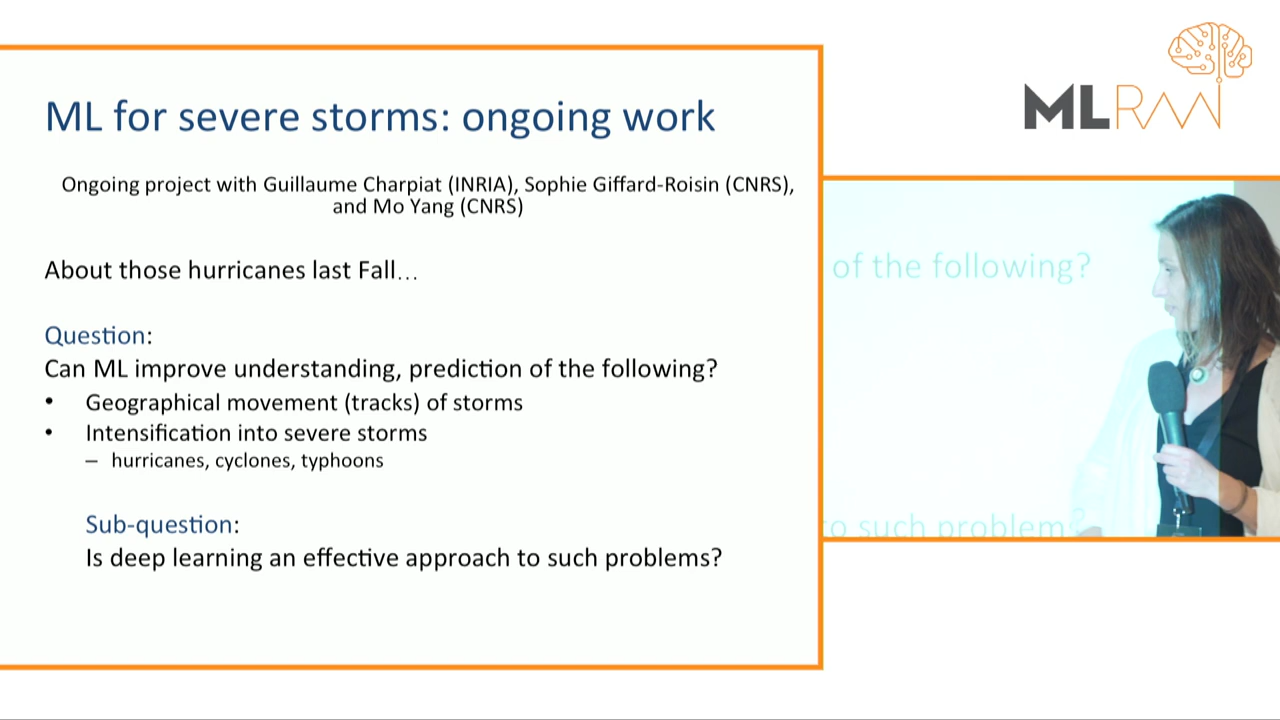 ML for severe storms: ongoing work
Ongoing project with Guillaume Charpiat (INRIA), Sophie Giffard-Roisin (CNRS),
and Mo Yang (CNRS)
About those hurricanes last Fall...
Question:
Can ML improve understanding, prediction of the following?
• Geographical movement (tracks) of storms
• Intensification into severe storms
– hurricanes, cyclones, typhoons
Sub-question:
Is deep learning an effective approach to such problems?
MLRAW
of the following?
o such problem